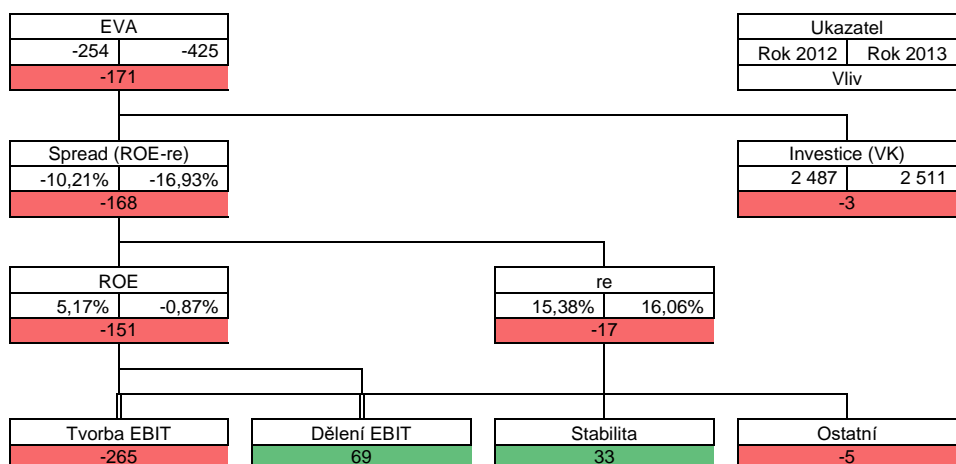 EVA
-254 -425
-171
Ukazatel
Rok 2012 Rok 2013
Vliv
Spread (ROE-re)
-10,21% -16,93%
-168
Investice (VK)
2 487 2 511
-3
ROE
5,17% -0,87%
-151
re
15,38% 16,06%
-17
Tvorba EBIT
-265
Dělení EBIT
69
Stabilita
33
Ostatní
-5